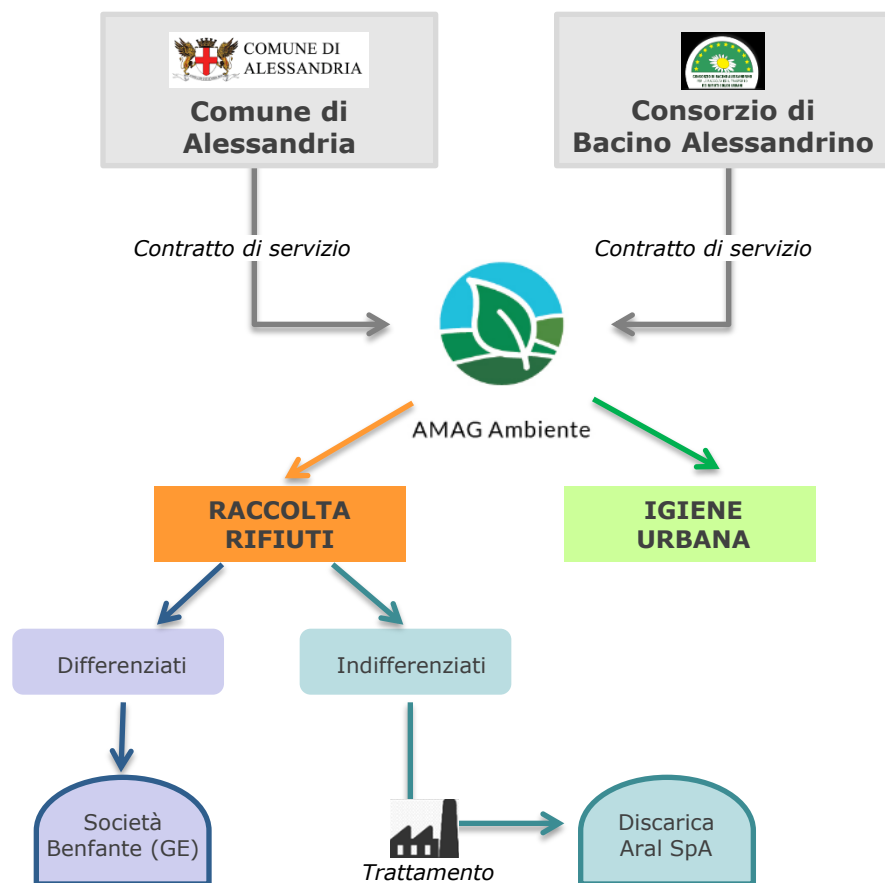 COMUNE DI
ALESSANDRIA
Comune di
Alessandria
Consorzio di
Bacino Alessandrino
Contratto di servizio
Contratto di servizio
AMAG Ambiente
RACCOLTA
RIFIUTI
IGIENE
URBANA
Differenziati
Indifferenziati
Società
Benfante (GE)
Trattamento
Discarica
Aral SpA